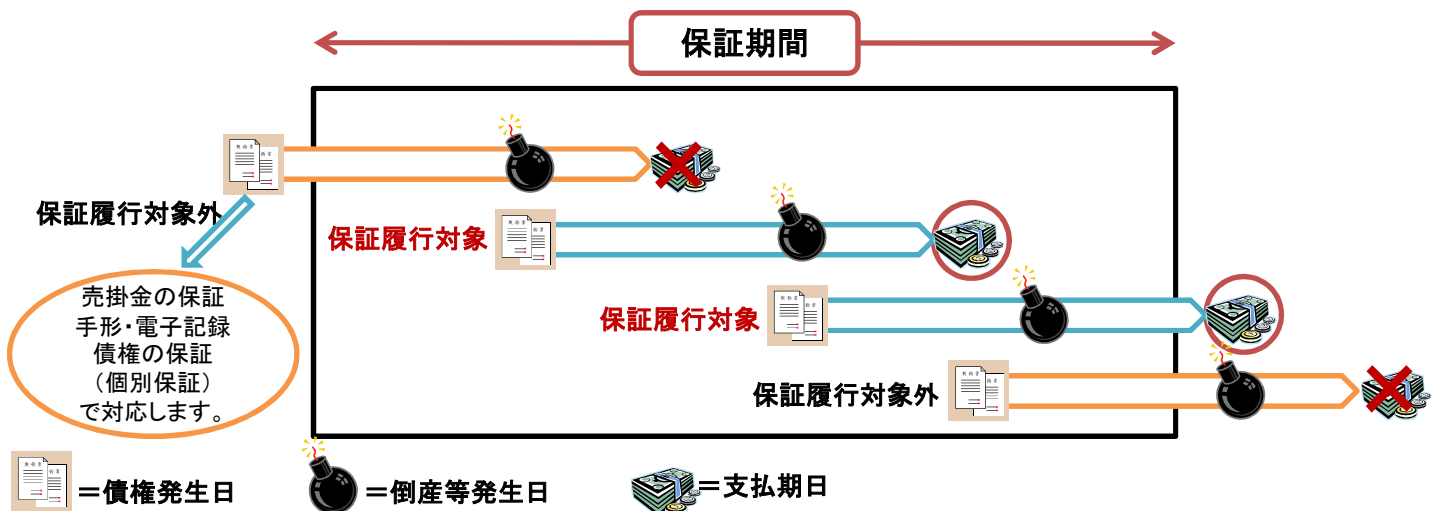 保証期間
保証履行対象外
保証履行対象
保証履行対象
保証履行対象外
売掛金の保証
手形・電子記録
債権の保証
（個別保証）
で対応します。
＝債権発生日
＝倒産等発生日
＝支払期日